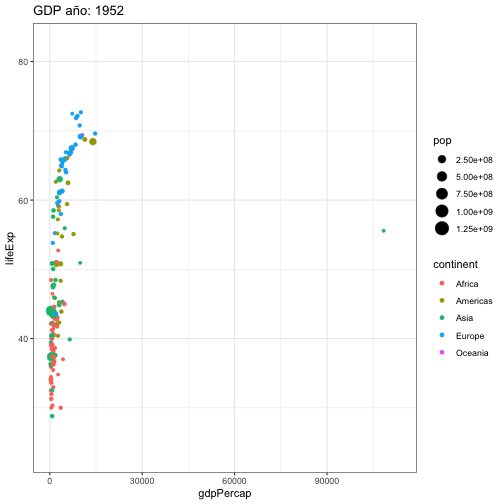 GDP año: 1952
80
60
40
lifeExp
0
30000
60000
90000
gdpPercap
pop
2.50e+08
5.00e+08
7.50e+08
1.00e+09
1.25e+09
continent
Africa
Americas
Asia
Europe
Oceania